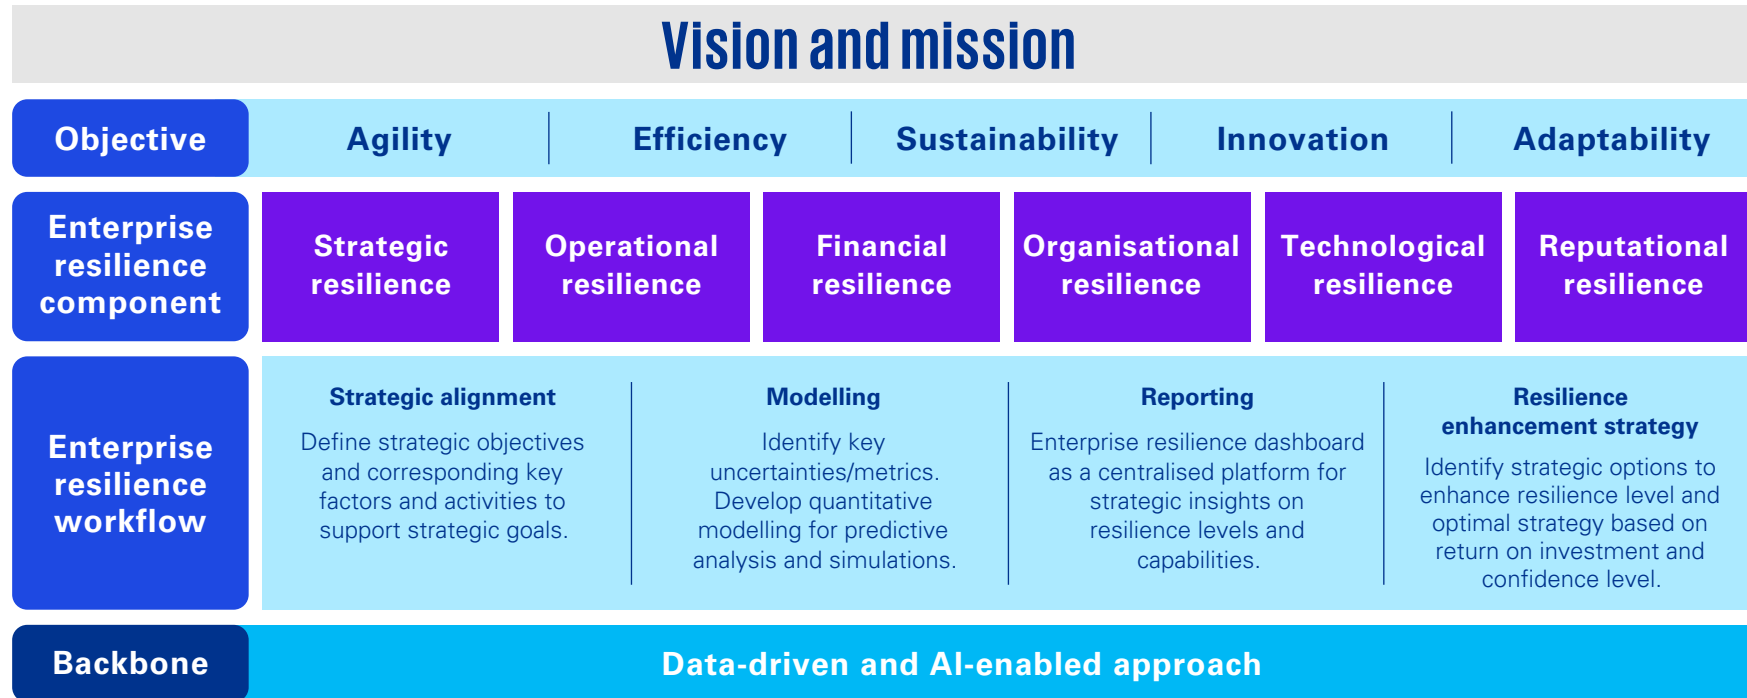 Vision and mission
Objective
Agility
Efficiency
Sustainability
Innovation
Adaptability
Enterprise
resilience
component
Strategic
resilience
Operational
resilience
Financial
resilience
Organisational
resilience
Technological
resilience
Reputational
resilience
Enterprise
resilience
workflow
Strategic alignment
Define strategic objectives
and corresponding key
factors and activities to
support strategic goals.
Modelling
Identify key
uncertainties/metrics.
Develop quantitative
modelling for predictive
analysis and simulations.
Reporting
Enterprise resilience dashboard
as a centralised platform for
strategic insights on
resilience levels and
capabilities.
Resilience
enhancement strategy
Identify strategic options to
enhance resilience level and
optimal strategy based on
return on investment and
confidence level.
Backbone
Data-driven and AI-enabled approach